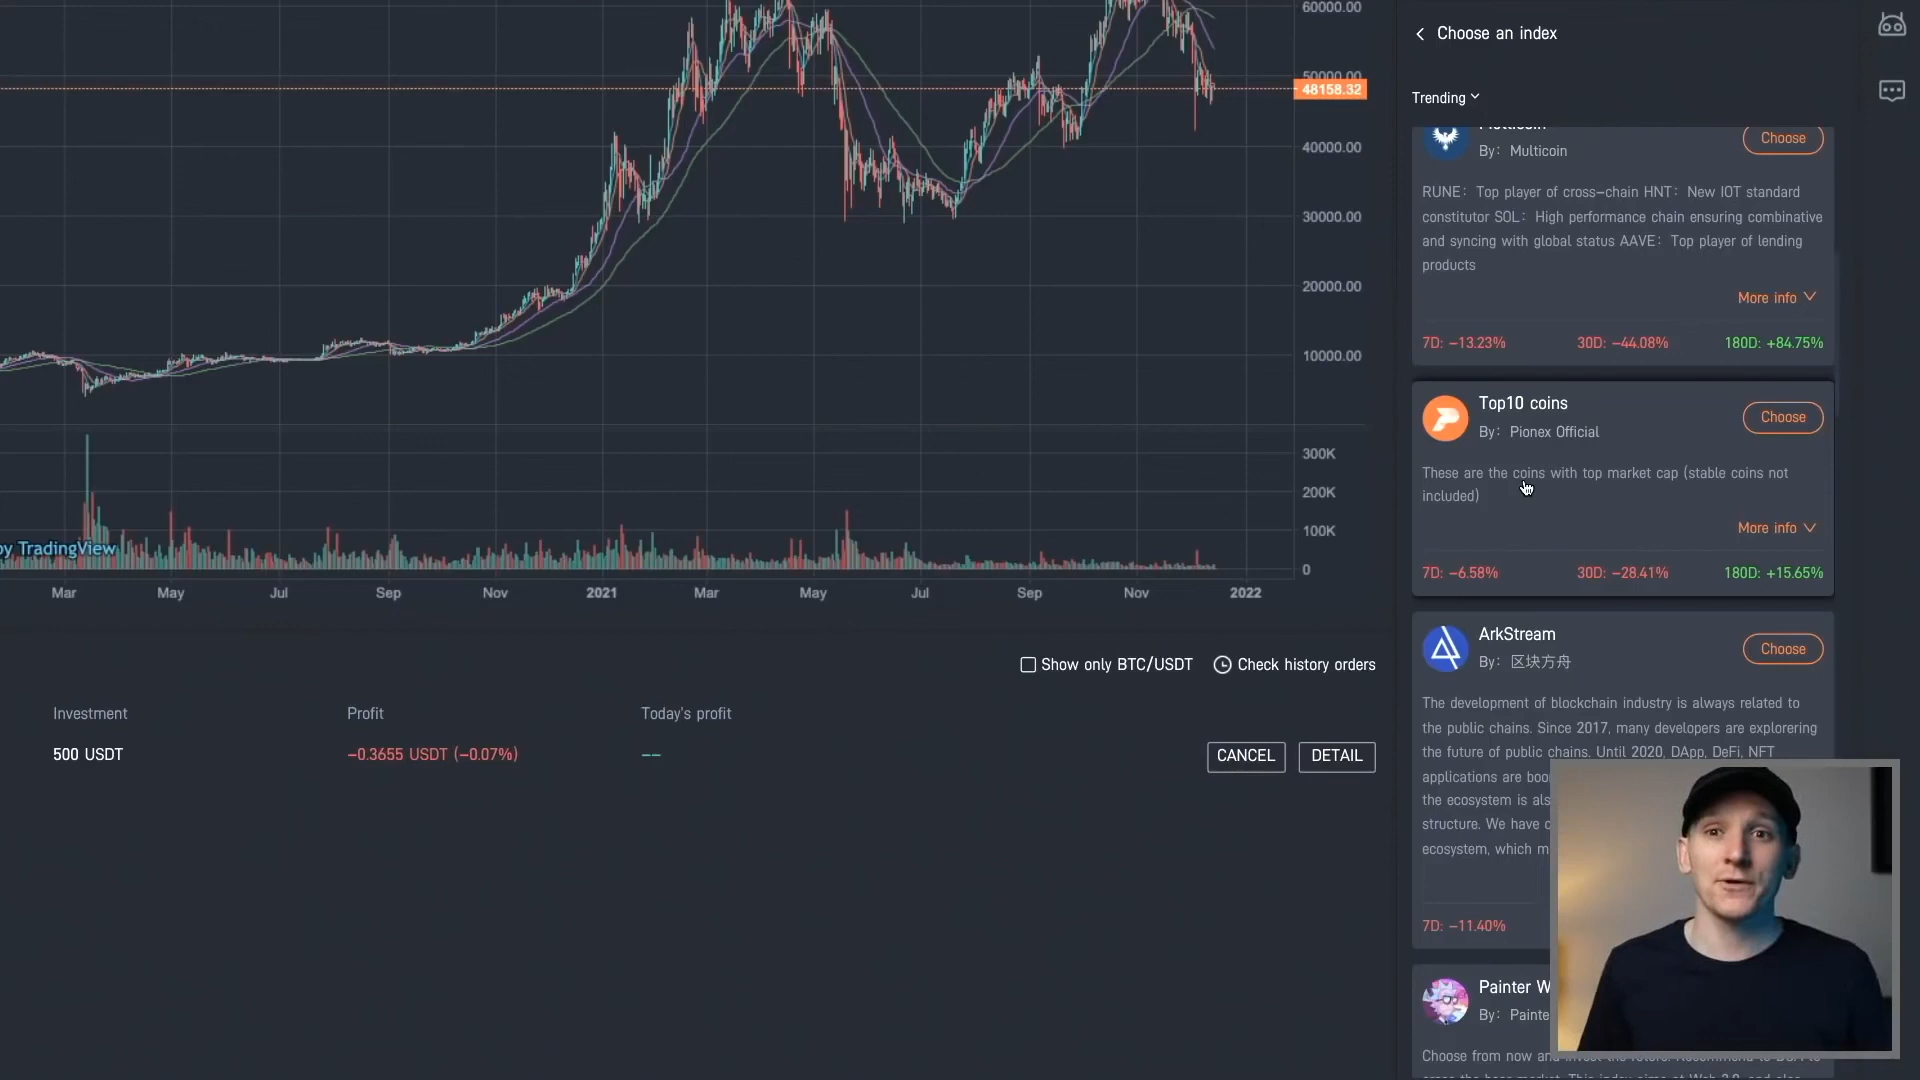 60000.00
50000.00
48158.32
40000.00
30000.00
20000.00
10000.00
300K
200K
100K
0
by TradingView
Mar
May
Jul
Sep
Nov
2021
Mar
May
Jul
Sep
Nov
2022
Show only BTC/USDT
Check history orders
Investment
Profit
Today's profit
500 USDT
-0.3655 USDT (-0.07%)
--
CANCEL
DETAIL
Choose an index
Trending
Multicoin
By: Multicoin
Choose
RUNE: Top player of cross-chain HNT: New IOT standard
constitutor SOL: High performance chain ensuring combinative
and syncing with global status AAVE: Top player of lending
products
More info
7D: -13.23%
30D: -44.08%
180D: +84.75%
Top10 coins
By: Pionex Official
Choose
These are the coins with top market cap (stable coins not
included)
More info
7D: -6.58%
30D: -28.41%
180D: +15.65%
ArkStream
By: 区块方舟
Choose
The development of blockchain industry is always related to
the public chains. Since 2017, many developers are explorering
the future of public chains. Until 2020, DApp, DeFi, NFT
applications are boo
the ecosystem is als
structure. We have
ecosystem, which m
7D: -11.40%
Painter W
By: Painte
Choose from now and